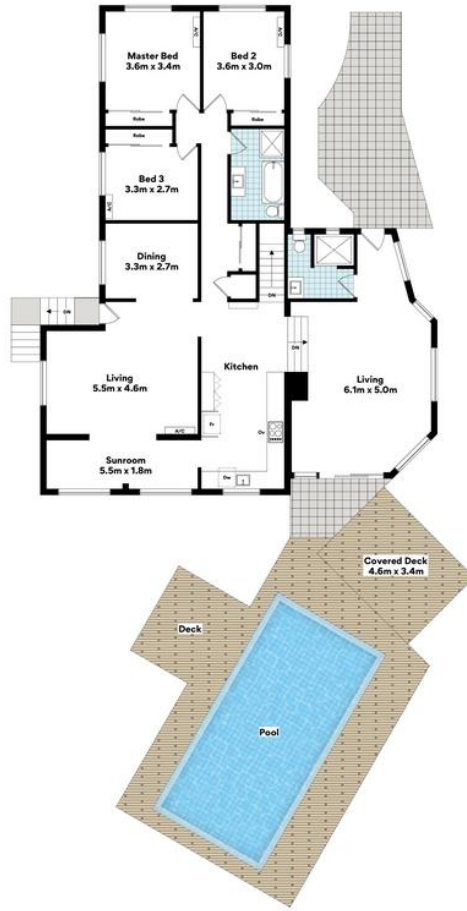 Master Bed
3.6m x 3.4m
A/C
Bed 2
3.6m x 3.0m
A/C
Robe
Robe
Robe
Bed 3
3.3m x 2.7m
A/C
Dining
3.3m x 2.7m
DN
DN
DN
Living
5.5m x 4.6m
Kitchen
Living
6.1m x 5.0m
A/C
Fr
Ov
Sunroom
5.5m x 1.8m
Dw
Covered Deck
4.6m x 3.4m
Deck
Pool